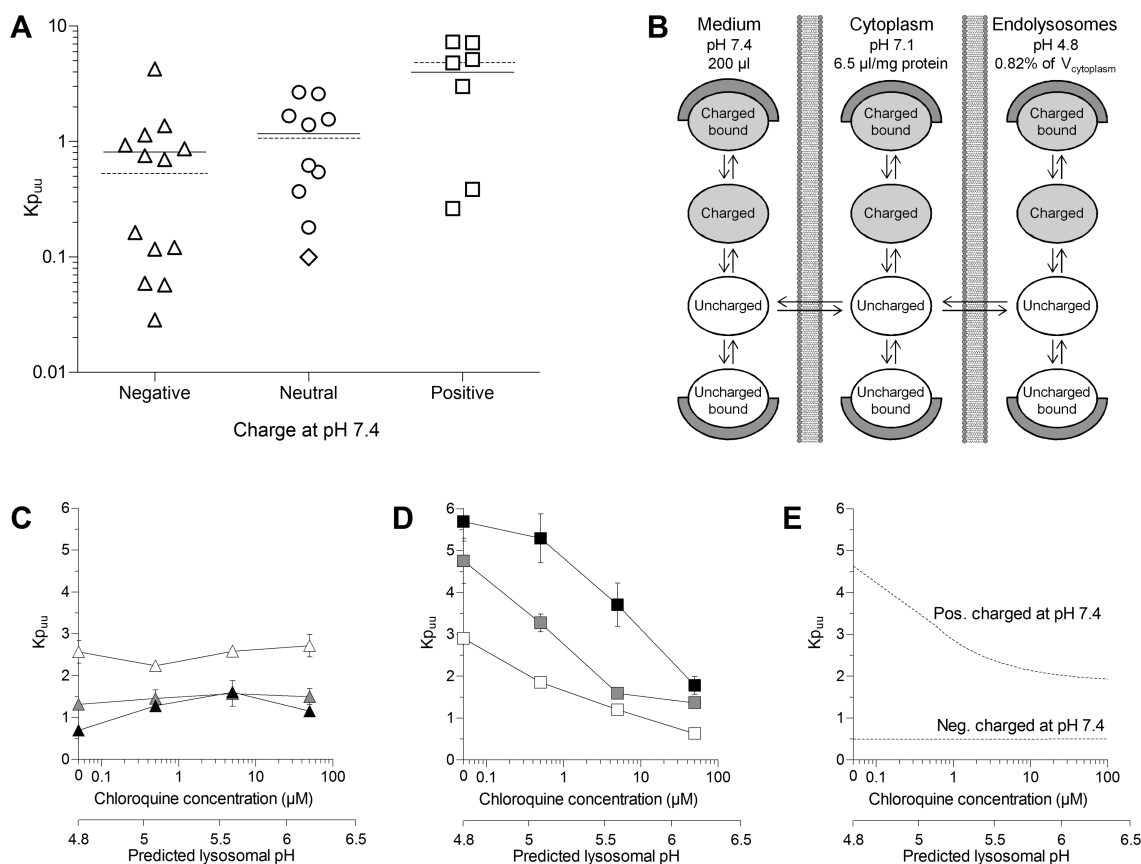 A
10
1
0.1
0.01
Kpuu
Negative Neutral Positive
Charge at pH 7.4
B
Medium
pH 7.4
200 µl
Cytoplasm
pH 7.1
6.5 µl/mg protein
Endolysosomes
pH 4.8
0.82% of Vcytoplasm
Charged
bound
Charged
bound
Charged
bound
Charged
Charged
Charged
Uncharged
Uncharged
Uncharged
Uncharged
bound
Uncharged
bound
Uncharged
bound
C
6
5
4
3
2
1
0
Kpuu
0 0.1 1 10 100
Chloroquine concentration (µM)
4.8 5 5.5 6 6.5
Predicted lysosomal pH
D
6
5
4
3
2
1
0
Kpuu
0 0.1 1 10 100
Chloroquine concentration (µM)
4.8 5 5.5 6 6.5
Predicted lysosomal pH
E
6
5
4
3
2
1
0
Kpuu
Pos. charged at pH 7.4
Neg. charged at pH 7.4
0 0.1 1 10 100
Chloroquine concentration (µM)
4.8 5 5.5 6 6.5
Predicted lysosomal pH